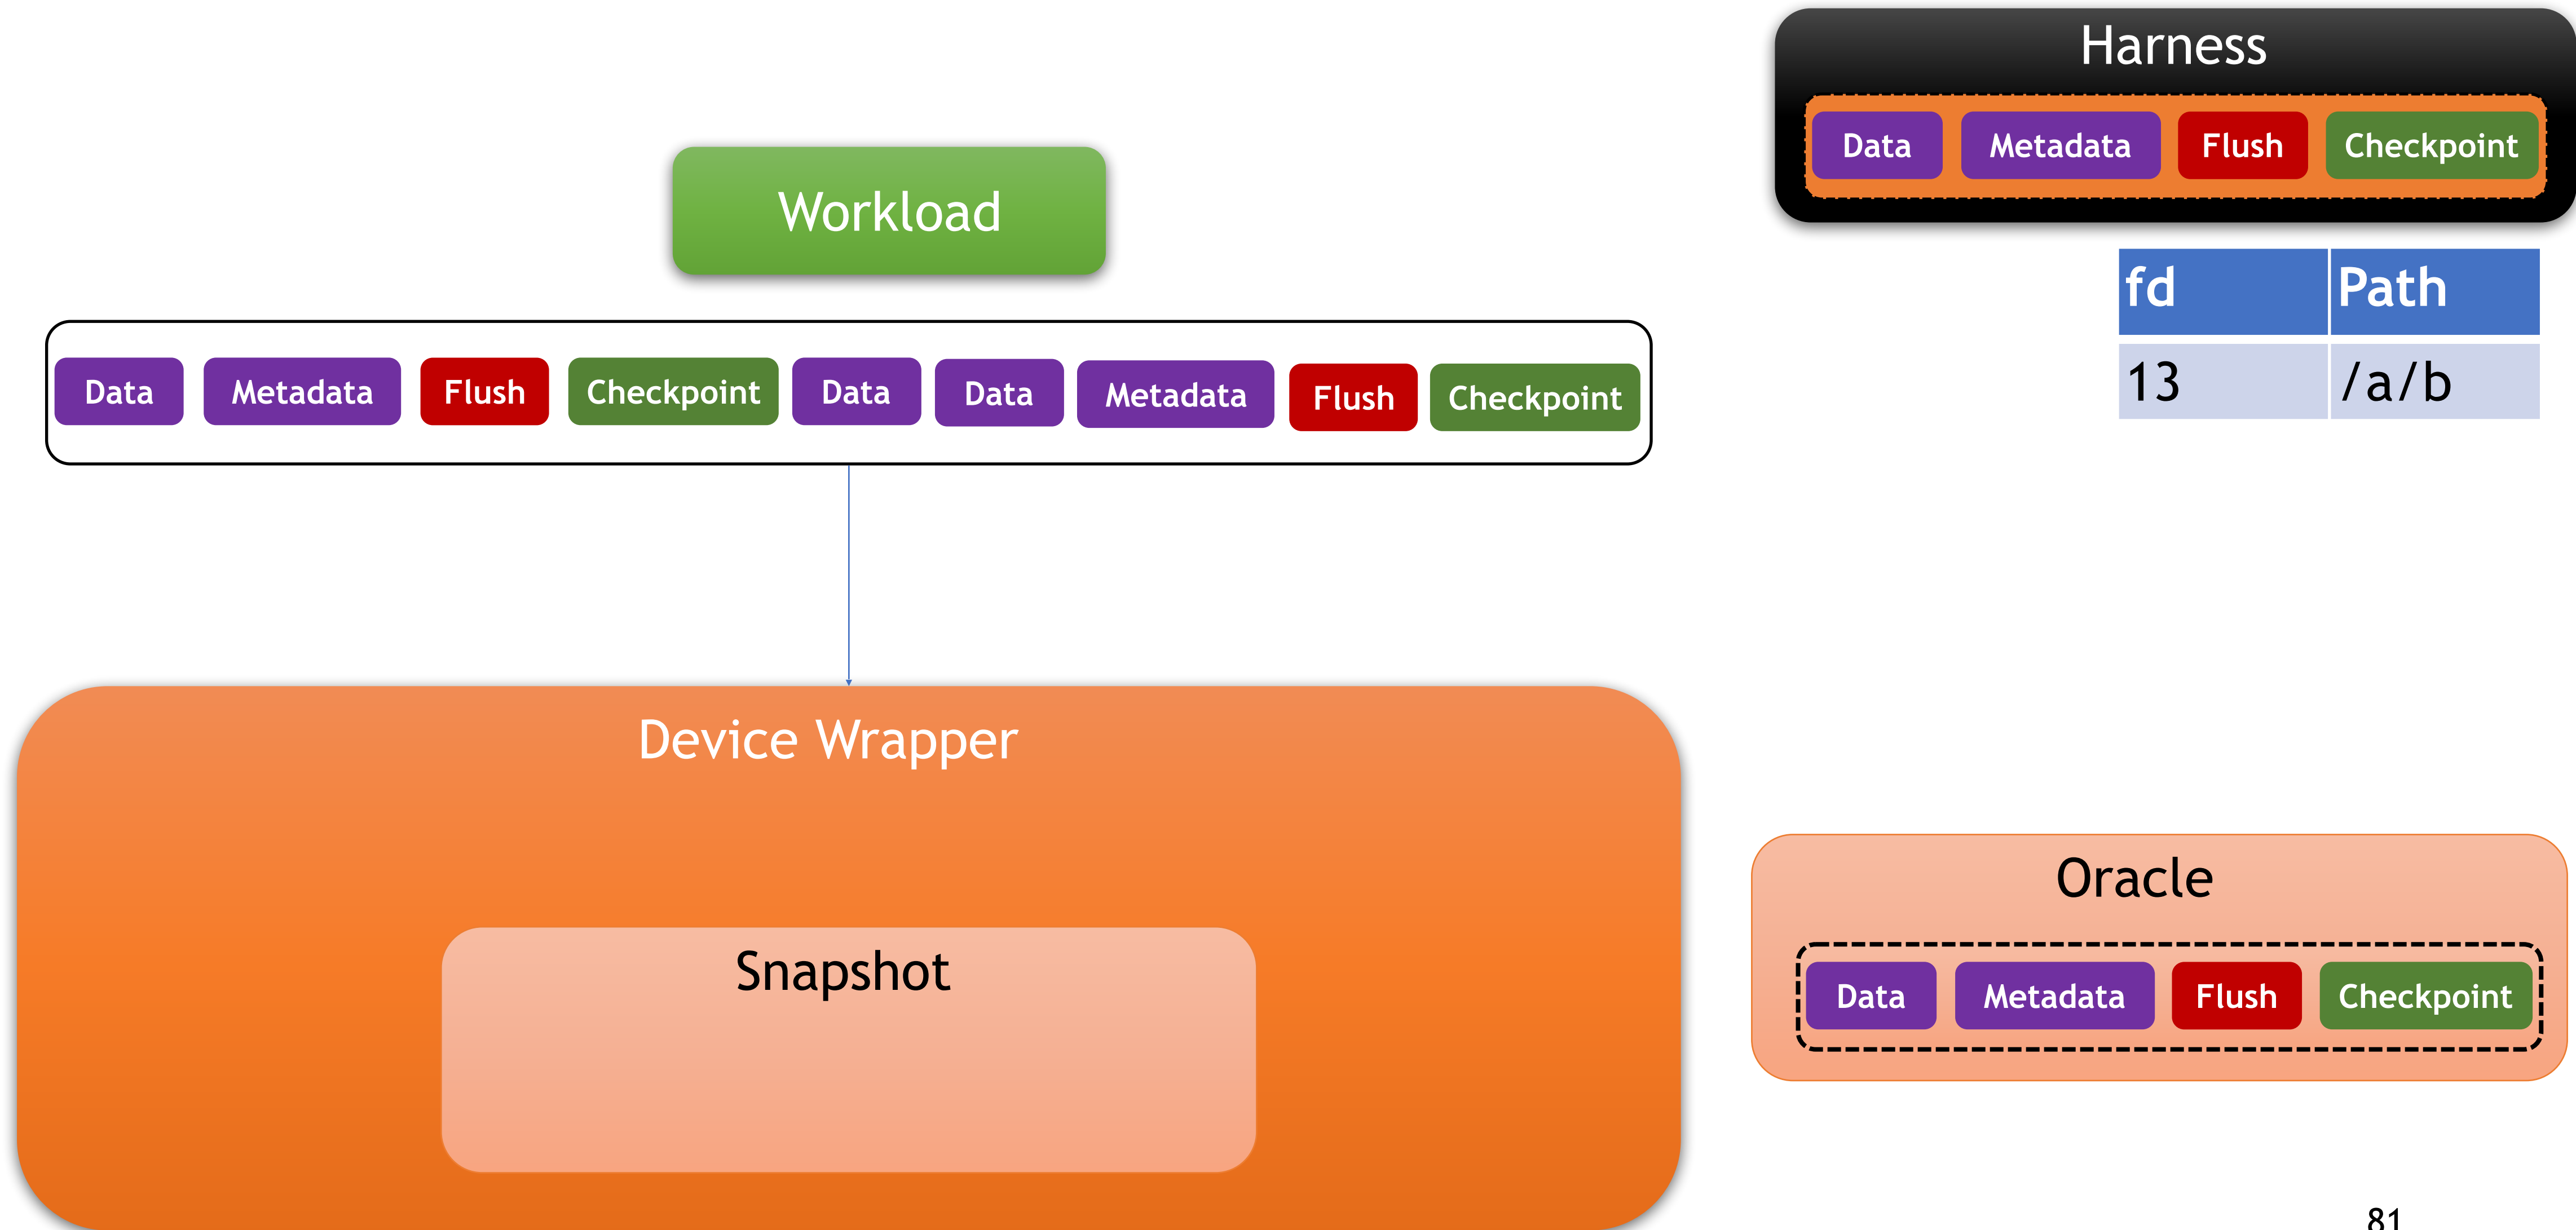 Harness
Data Metadata Flush Checkpoint
Workload
fd Path
13 /a/b
Data Metadata Flush Checkpoint Data Data Metadata Flush Checkpoint
Device Wrapper
Snapshot
Oracle
Data Metadata Flush Checkpoint
81